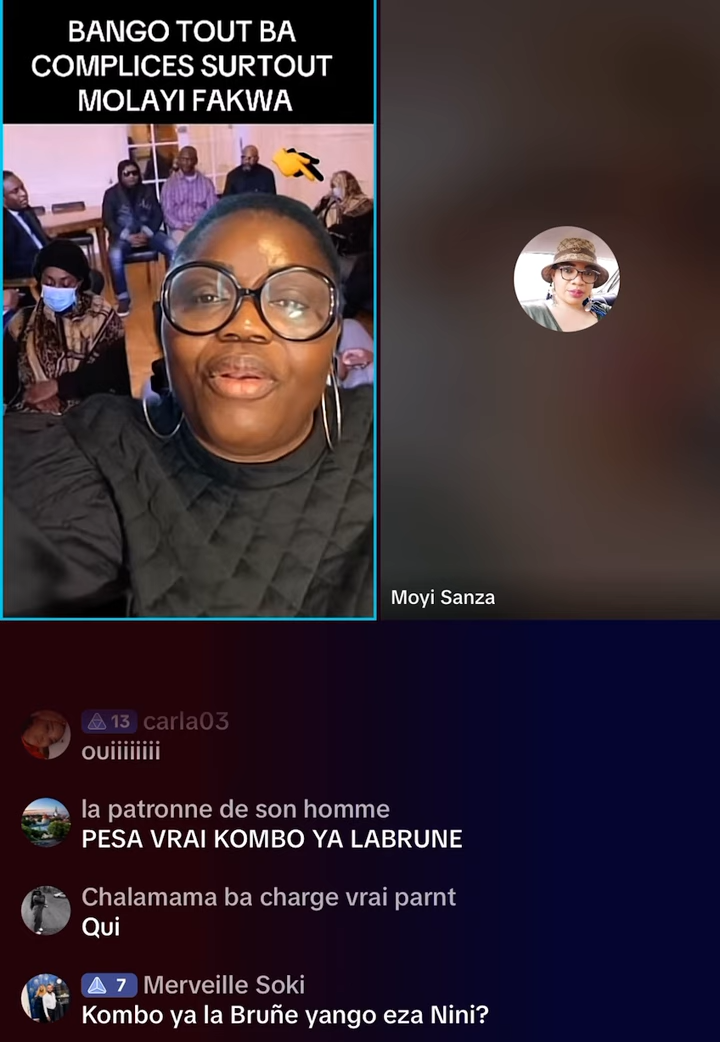 BANGO TOUT BA
COMPLICES SURTOUT
MOLAYI FAKWA
Moyi Sanza
13 carla03
ouiiiiiiii
la patronne de son homme
PESA VRAI KOMBO YA LABRUNE
Chalamama ba charge vrai parnt
Qui
7 Merveille Soki
Kombo ya la Bruñe yango eza Nini?